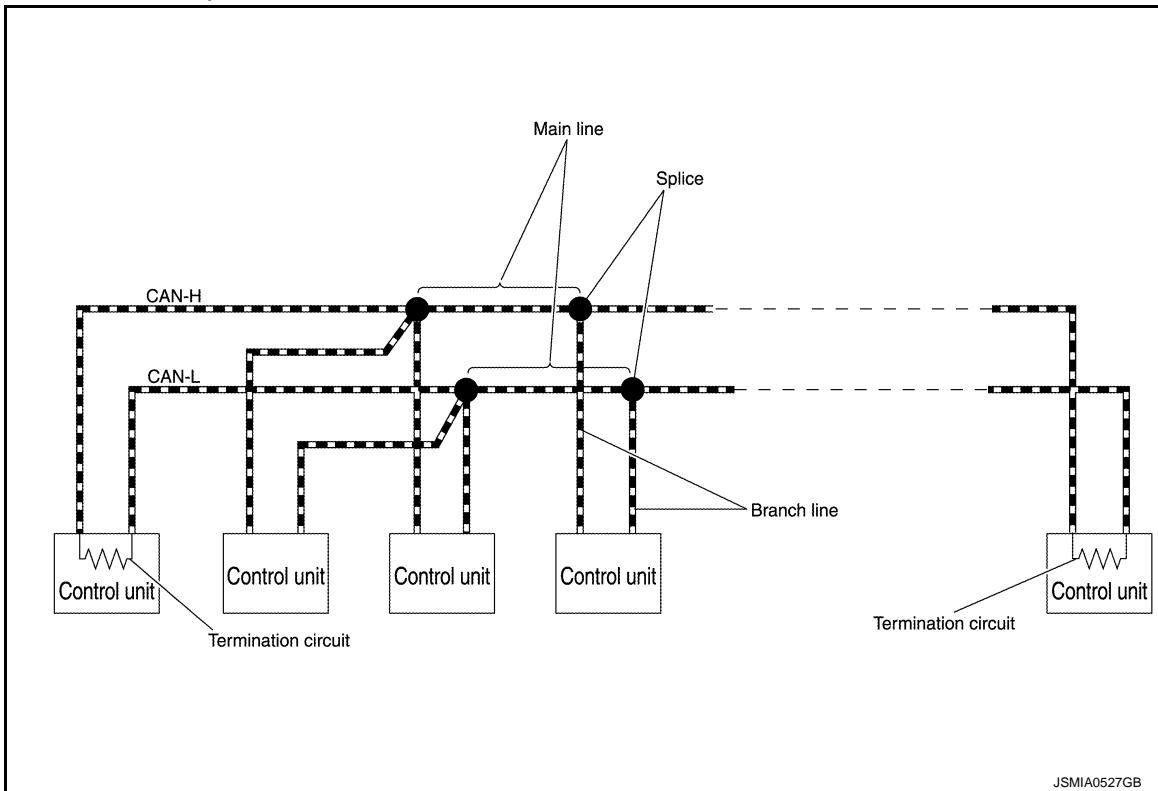 Main line
Splice
CAN-H
CAN-L
Branch line
Control unit
Control unit
Control unit
Control unit
Control unit
Termination circuit
Termination circuit
JSMIA0527GB